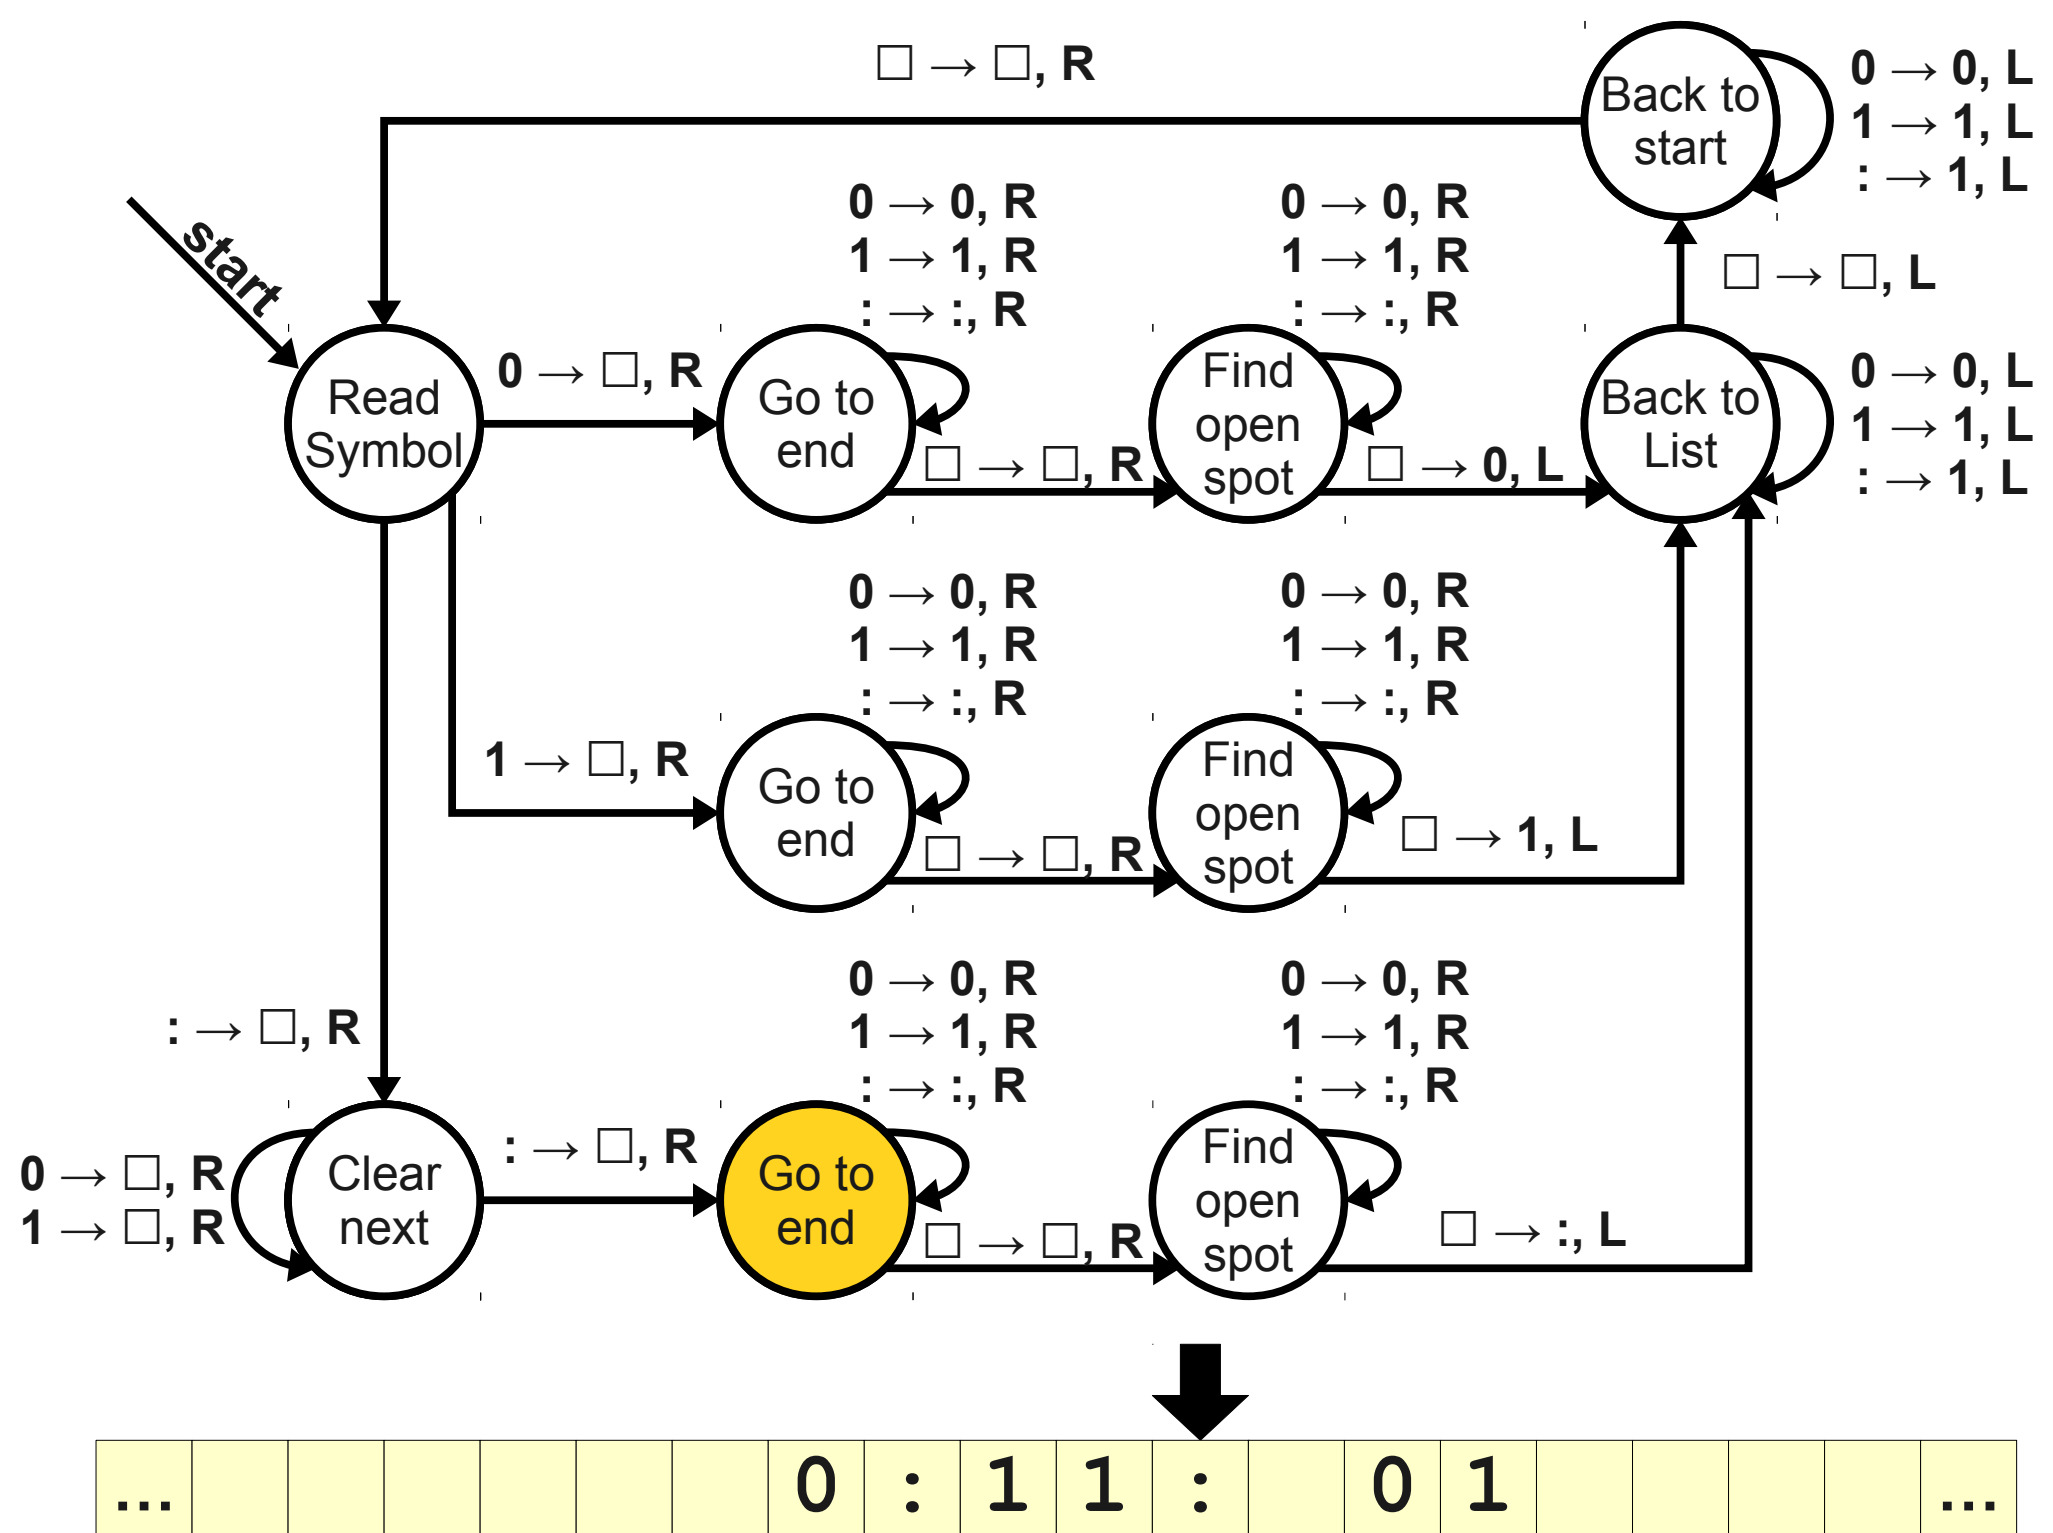 □ → □, R
Back to
start
0 → 0, L
1 → 1, L
: → 1, L
start
0 → 0, R
1 → 1, R
: → :, R
0 → 0, R
1 → 1, R
: → :, R
□ → □, L
Read
Symbol
0 → □, R
Go to
end
□ → □, R
Find
open
spot
□ → 0, L
Back to
List
0 → 0, L
1 → 1, L
: → 1, L
0 → 0, R
1 → 1, R
: → :, R
0 → 0, R
1 → 1, R
: → :, R
1 → □, R
Go to
end
□ → □, R
Find
open
spot
□ → 1, L
: → □, R
0 → 0, R
1 → 1, R
: → :, R
0 → 0, R
1 → 1, R
: → :, R
0 → □, R
1 → □, R
Clear
next
: → □, R
Go to
end
□ → □, R
Find
open
spot
□ → :, L
... 0 : 1 1 : 0 1 ...